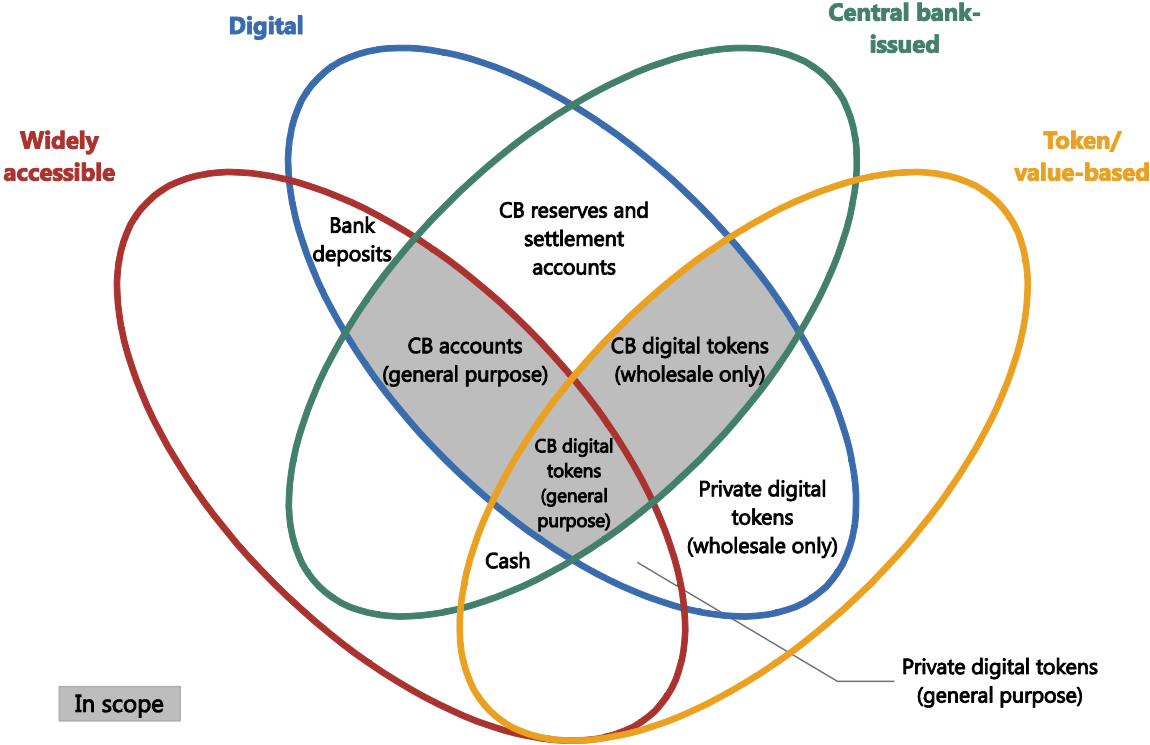 Digital
Central bank-
issued
Widely
accessible
Token/
value-based
Bank
deposits
CB reserves and
settlement
accounts
CB accounts
(general purpose)
CB digital tokens
(wholesale only)
CB digital
tokens
(general
purpose)
Private digital
tokens
(wholesale only)
Cash
Private digital tokens
(general purpose)
In scope